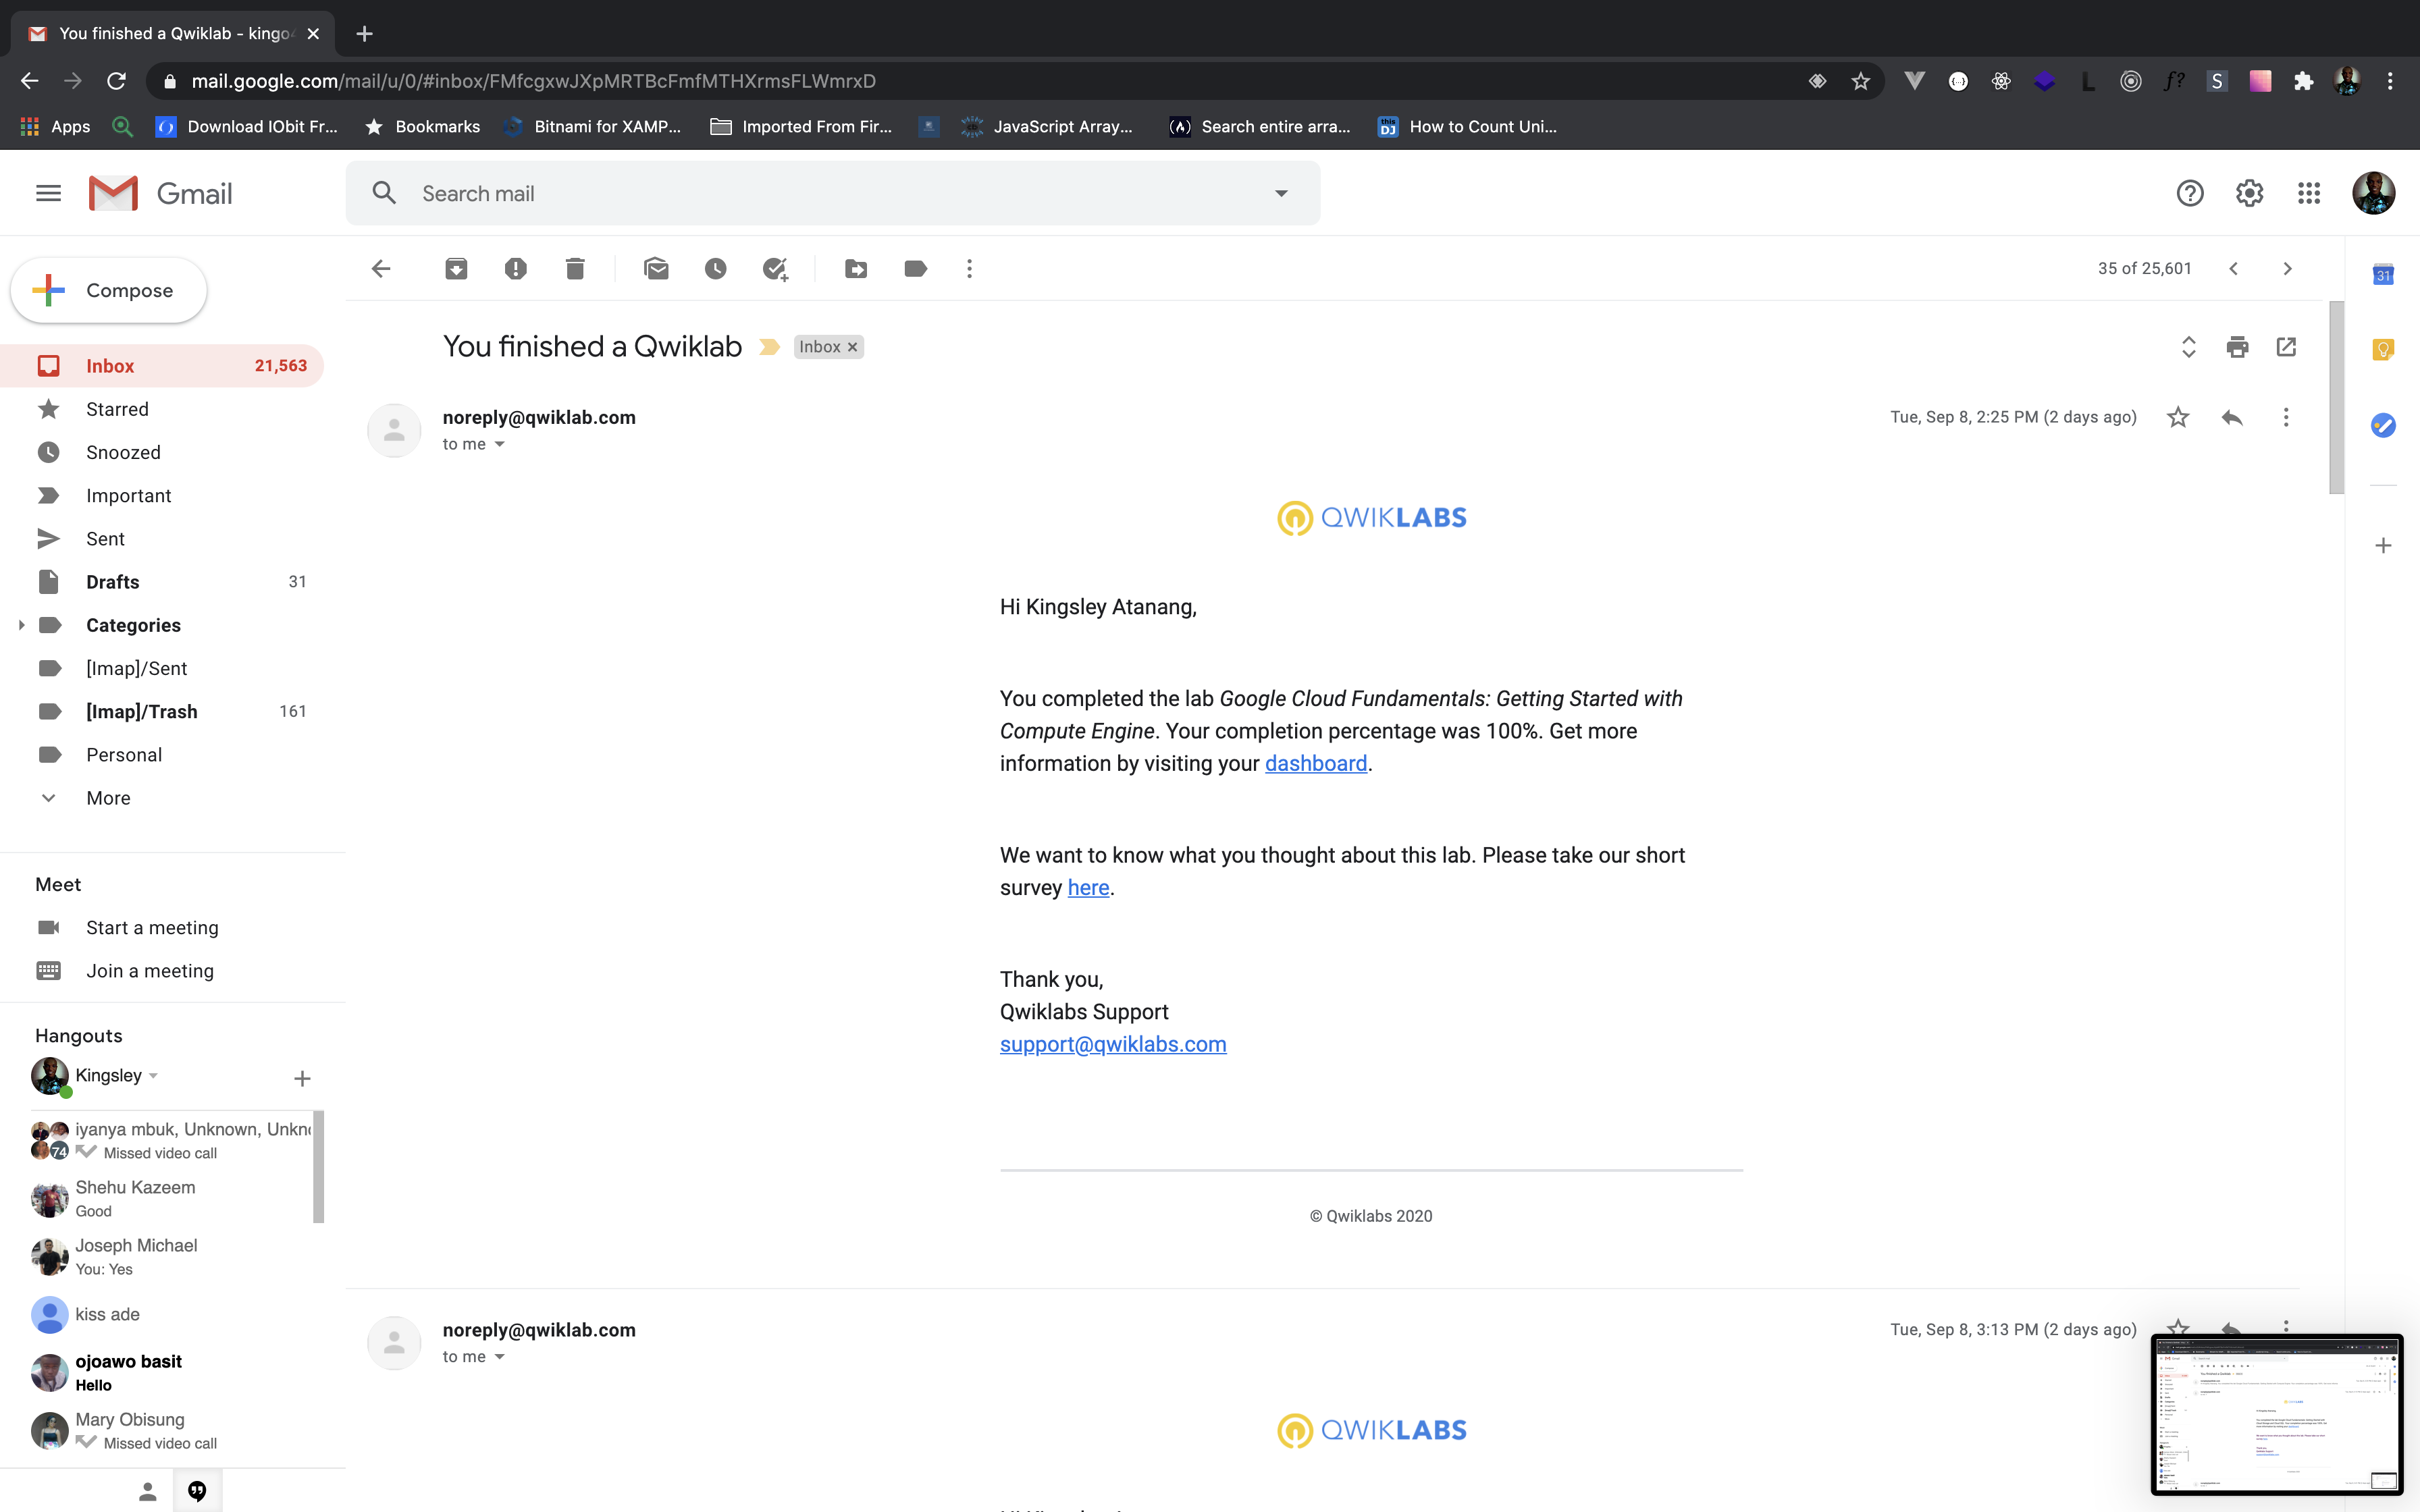 You finished a Qwiklab - kingo
mail.google.com/mail/u/0/#inbox/FMfcgxwJXpMRTBcFmfMTHXrmsFLWmrxD
Apps
Download IObit Fr...
Bookmarks
Bitnami for XAMP...
Imported From Fir...
JavaScript Array...
Search entire arra...
this DJ
How to Count Uni...
Gmail
Search mail
Compose
35 of 25,601
31
Inbox 21,563
Starred
Snoozed
Important
Sent
Drafts 31
Categories
[Imap]/Sent
[Imap]/Trash 161
Personal
More
Meet
Start a meeting
Join a meeting
Hangouts
Kingsley
iyanya mbuk, Unknown, Unkn
74 Missed video call
Shehu Kazeem
Good
Joseph Michael
You: Yes
kiss ade
ojoawo basit
Hello
Mary Obisung
Missed video call
You finished a Qwiklab Inbox
noreply@qwiklab.com Tue, Sep 8, 2:25 PM (2 days ago)
to me
QWIKLABS
Hi Kingsley Atanang,
You completed the lab Google Cloud Fundamentals: Getting Started with
Compute Engine. Your completion percentage was 100%. Get more
information by visiting your dashboard.
We want to know what you thought about this lab. Please take our short
survey here.
Thank you,
Qwiklabs Support
support@qwiklabs.com
© Qwiklabs 2020
noreply@qwiklab.com Tue, Sep 8, 3:13 PM (2 days ago)
to me
QWIKLABS